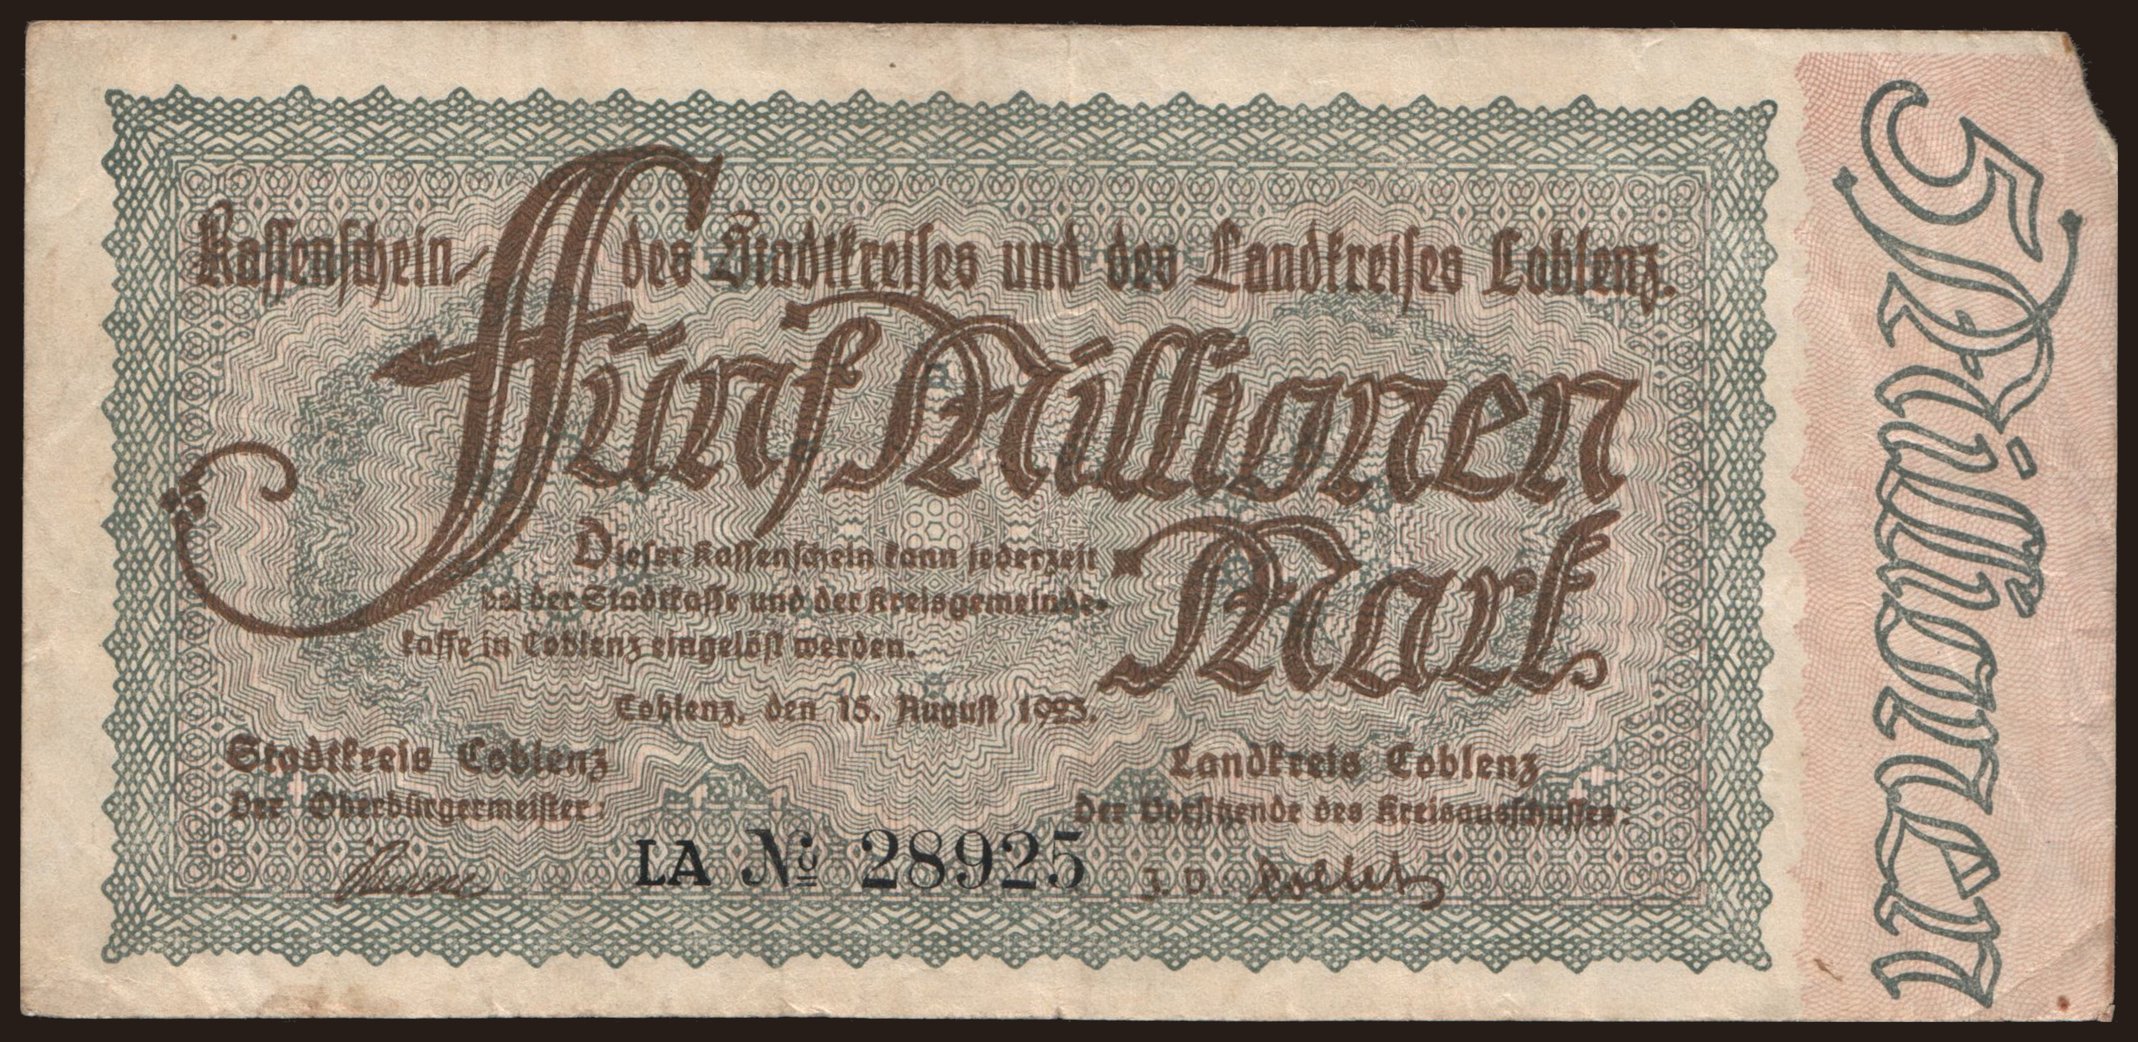 Kassenschein des Stadtkreises und des Landkreises Coblenz.
Fünf Millionen
Mark
Dieser Kassenschein kann jederzeit
bei der Stadtkasse und der Kreisgemeinde-
kasse in Coblenz eingelöst werden.
Coblenz, den 15. August 1923.
Stadtkreis Coblenz
Der Oberbürgermeister:
Landkreis Coblenz
Der Vorsitzende des Kreisausschusses:
J. V.
LA № 28925
5 Millionen